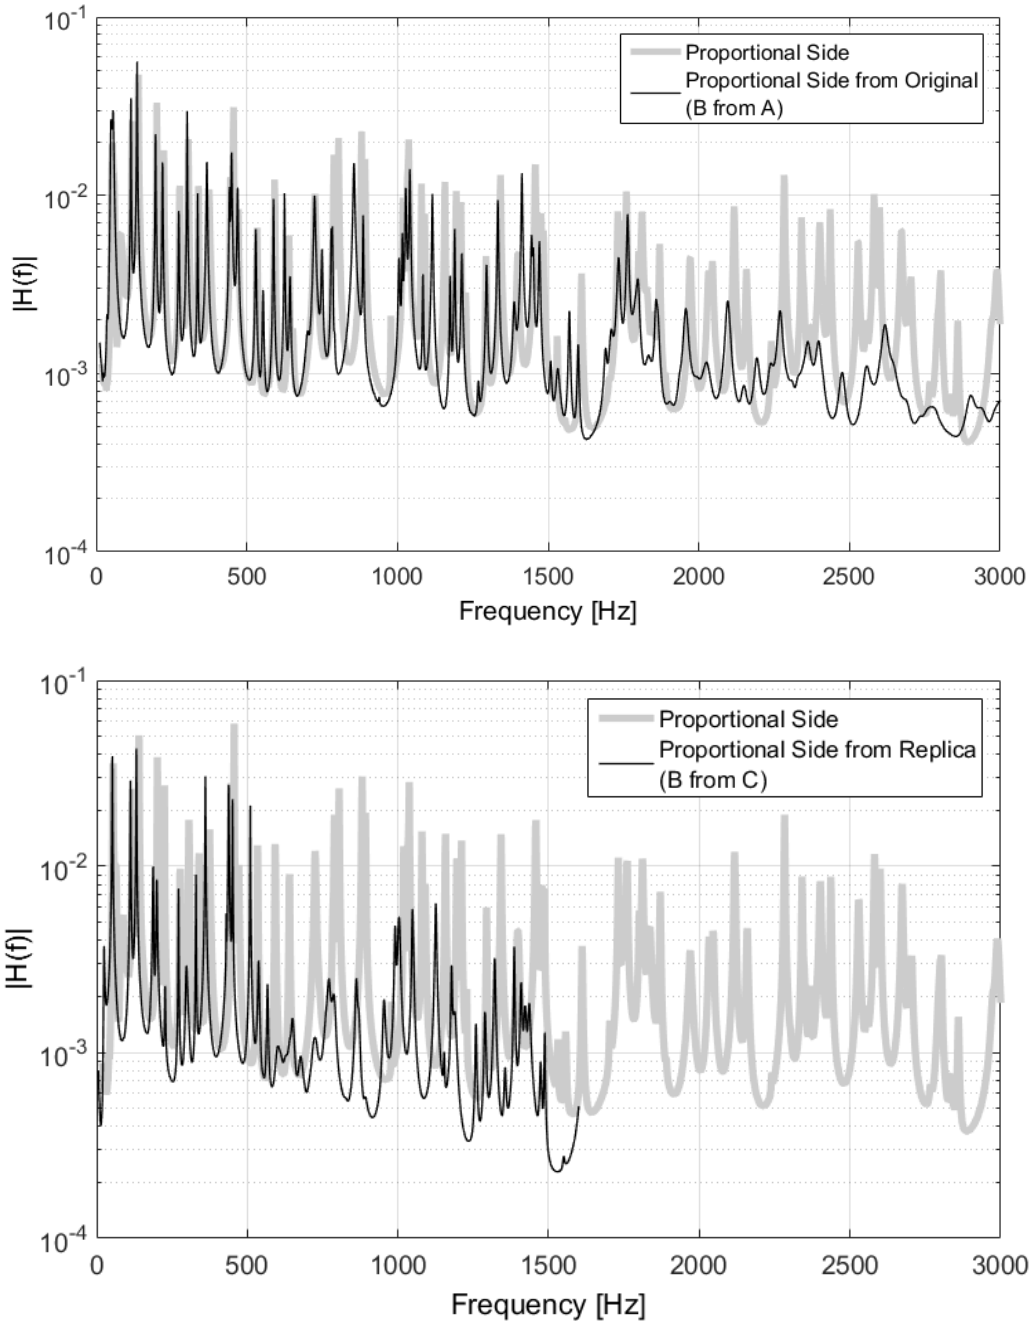 10-1
Proportional Side
Proportional Side from Original
(B from A)
10-2
|H(f)|
10-3
10-4
0 500 1000 1500 2000 2500 3000
Frequency [Hz]
10-1
Proportional Side
Proportional Side from Replica
(B from C)
10-2
|H(f)|
10-3
10-4
0 500 1000 1500 2000 2500 3000
Frequency [Hz]